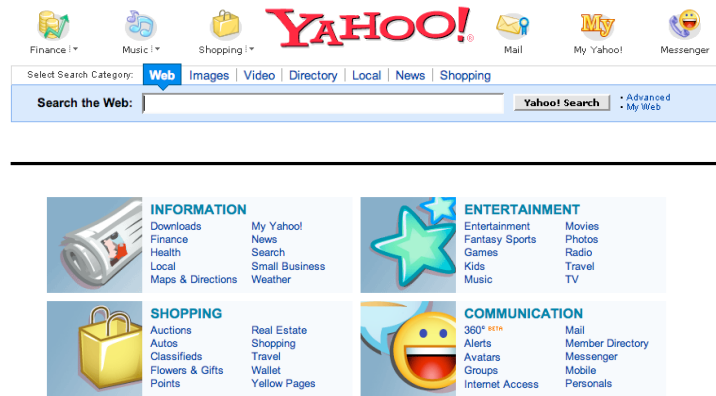 YAHOO!
Finance Music Shopping Mail My Yahoo! Messenger
My
Select Search Category: Web Images Video Directory Local News Shopping
Search the Web: Yahoo! Search • Advanced
• My Web
INFORMATION
Downloads My Yahoo!
Finance News
Health Search
Local Small Business
Maps & Directions Weather
ENTERTAINMENT
Entertainment Movies
Fantasy Sports Photos
Games Radio
Kids Travel
Music TV
SHOPPING
Auctions Real Estate
Autos Shopping
Classifieds Travel
Flowers & Gifts Wallet
Points Yellow Pages
COMMUNICATION
360° BETA Mail
Alerts Member Directory
Avatars Messenger
Groups Mobile
Internet Access Personals